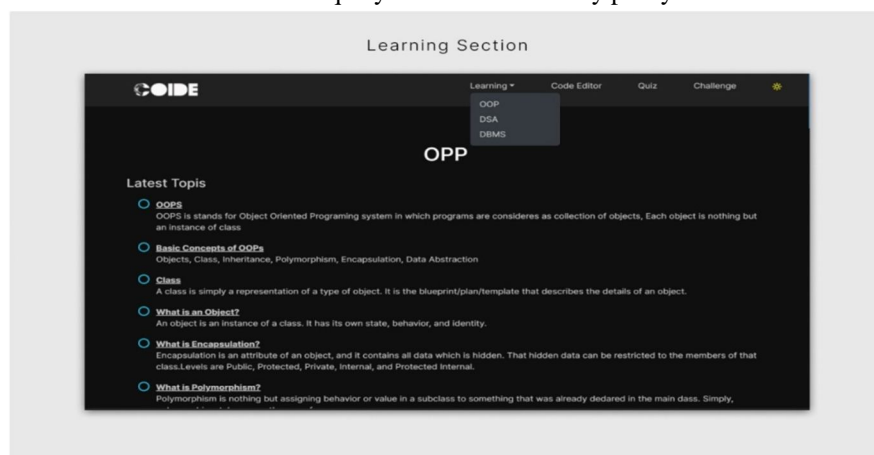 Learning Section
COIDE
Learning Code Editor Quiz Challenge
OOP
DSA
DBMS
OPP
Latest Topis
OOPS
OOPS is stands for Object Oriented Programing system in which programs are consideres as collection of objects, Each object is nothing but
an instance of class
Basic Concepts of OOPs
Objects, Class, Inheritance, Polymorphism, Encapsulation, Data Abstraction
Class
A class is simply a representation of a type of object. It is the blueprint/plan/template that describes the details of an object.
What is an Object?
An object is an instance of a class. It has its own state, behavior, and identity.
What is Encapsulation?
Encapsulation is an attribute of an object, and it contains all data which is hidden. That hidden data can be restricted to the members of that
class.Levels are Public, Protected, Private, Internal, and Protected Internal.
What is Polymorphism?
Polymorphism is nothing but assigning behavior or value in a subclass to something that was already dedared in the main dass. Simply,